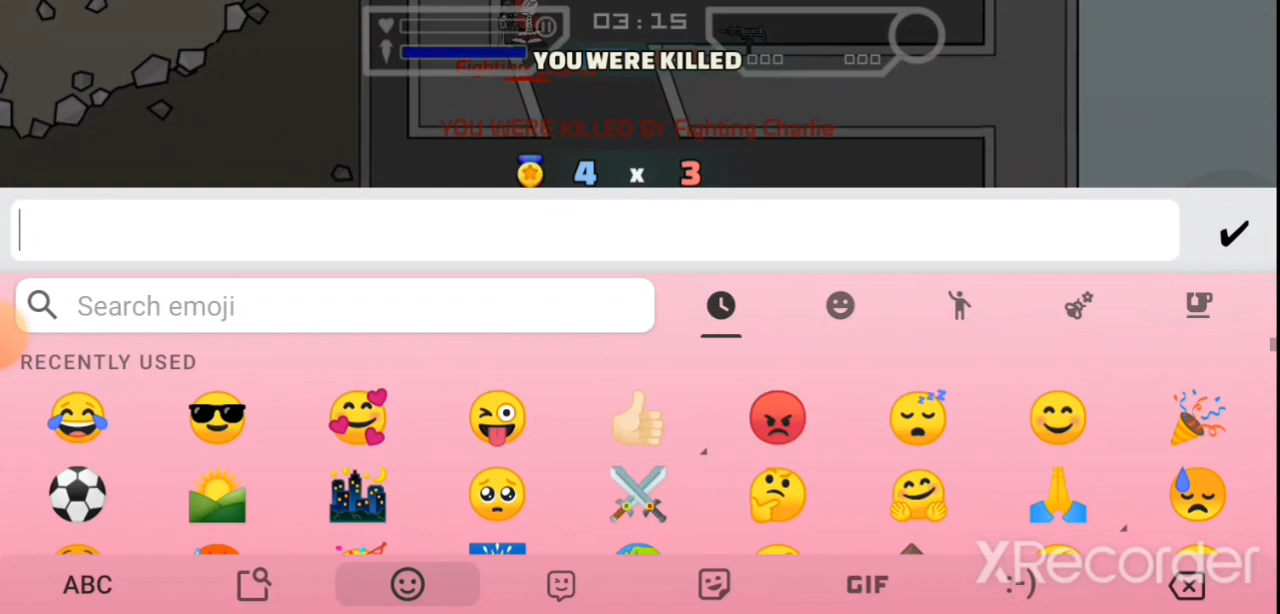 03:15
YOU WERE KILLED
Fighting
YOU WERE KILLED BY Fighting Charlie
4 x 3
Search emoji
RECENTLY USED
ABC
GIF
:-)
XRecorder